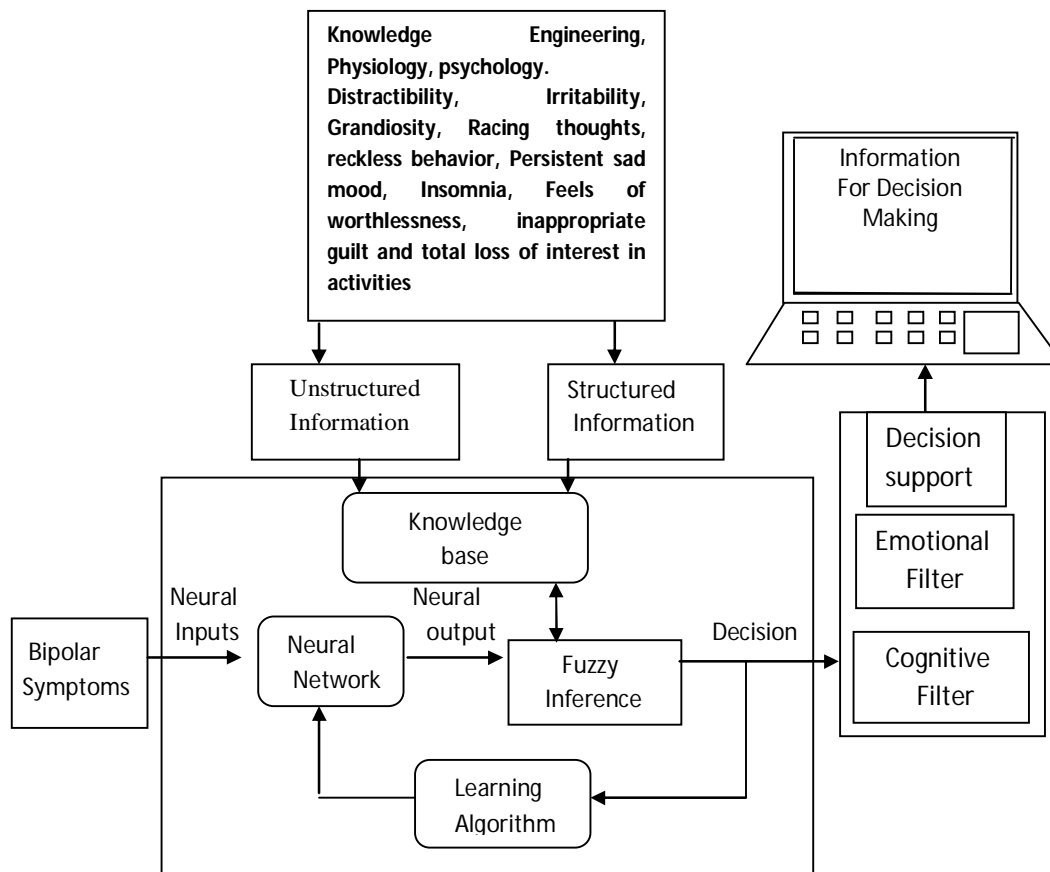 Knowledge Engineering,
Physiology, psychology.
Distractibility, Irritability,
Grandiosity, Racing thoughts,
reckless behavior, Persistent sad
mood, Insomnia, Feels of
worthlessness, inappropriate
guilt and total loss of interest in
activities
Information
For Decision
Making
Unstructured
Information
Structured
Information
Decision
support
Knowledge
base
Emotional
Filter
Neural
Inputs
Neural
output
Decision
Bipolar
Symptoms
Neural
Network
Fuzzy
Inference
Cognitive
Filter
Learning
Algorithm